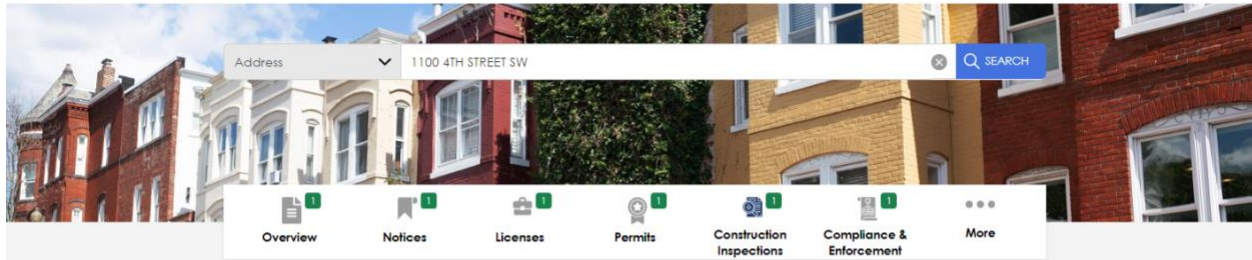 Address
1100 4TH STREET SW
SEARCH
1
1
1
1
1
1
Overview
Notices
Licenses
Permits
Construction
Inspections
Compliance &
Enforcement
More